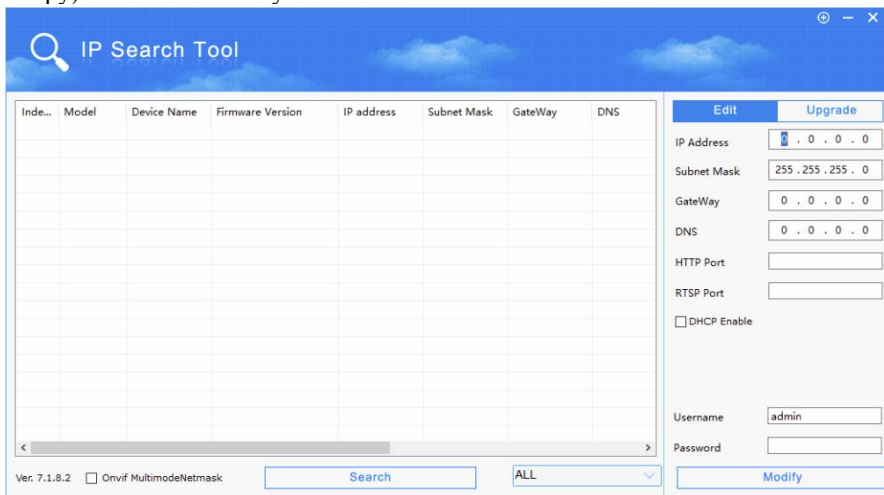 IP Search Tool
Inde... Model Device Name Firmware Version IP address Subnet Mask GateWay DNS
Edit Upgrade
IP Address 0 . 0 . 0 . 0
Subnet Mask 255 . 255 . 255 . 0
GateWay 0 . 0 . 0 . 0
DNS 0 . 0 . 0 . 0
HTTP Port
RTSP Port
DHCP Enable
Username admin
Password
Ver. 7.1.8.2 Onvif MultimodeNetmask Search ALL Modify